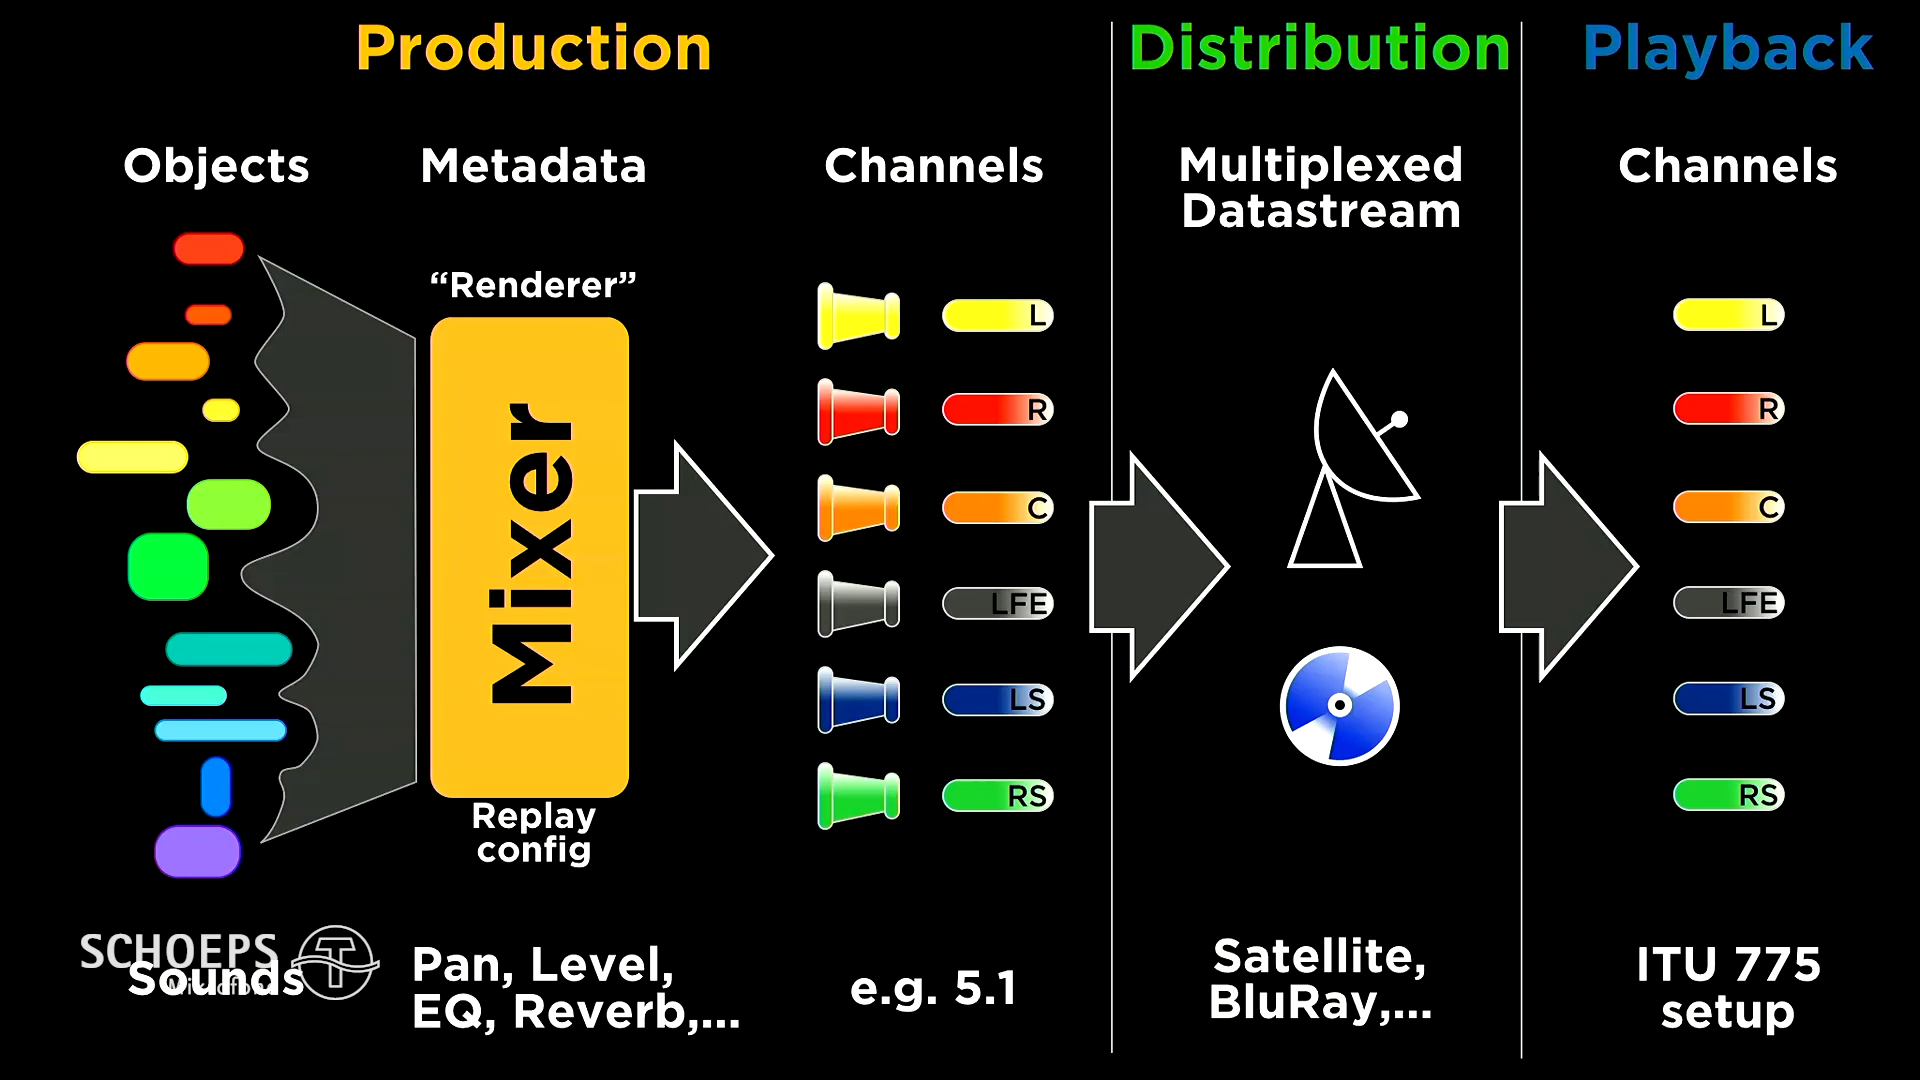 Production
Distribution
Playback
Objects
Metadata
Channels
Multiplexed
Datastream
Channels
“Renderer”
Mixer
Replay
config
L
R
C
LFE
LS
RS
L
R
C
LFE
LS
RS
SCHOEPS
Mikrofone
Sounds
Pan, Level,
EQ, Reverb,...
e.g. 5.1
Satellite,
BluRay,...
ITU 775
setup